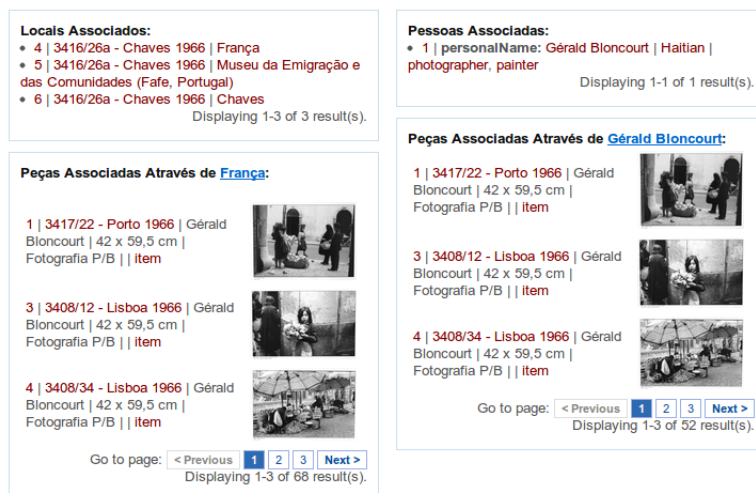 Locais Associados:
• 4 | 3416/26a - Chaves 1966 | França
• 5 | 3416/26a - Chaves 1966 | Museu da Emigração e
das Comunidades (Fafe, Portugal)
• 6 | 3416/26a - Chaves 1966 | Chaves
Displaying 1-3 of 3 result(s).
Peças Associadas Através de França:
1 | 3417/22 - Porto 1966 | Gérald
Bloncourt | 42 x 59,5 cm |
Fotografia P/B | | item
3 | 3408/12 - Lisboa 1966 | Gérald
Bloncourt | 42 x 59,5 cm |
Fotografia P/B | | item
4 | 3408/34 - Lisboa 1966 | Gérald
Bloncourt | 42 x 59,5 cm |
Fotografia P/B | | item
Go to page: < Previous 1 2 3 Next >
Displaying 1-3 of 68 result(s).
Pessoas Associadas:
• 1 | personalName: Gérald Bloncourt | Haitian |
photographer, painter
Displaying 1-1 of 1 result(s).
Peças Associadas Através de Gérald Bloncourt:
1 | 3417/22 - Porto 1966 | Gérald
Bloncourt | 42 x 59,5 cm |
Fotografia P/B | | item
3 | 3408/12 - Lisboa 1966 | Gérald
Bloncourt | 42 x 59,5 cm |
Fotografia P/B | | item
4 | 3408/34 - Lisboa 1966 | Gérald
Bloncourt | 42 x 59,5 cm |
Fotografia P/B | | item
Go to page: < Previous 1 2 3 Next >
Displaying 1-3 of 52 result(s).